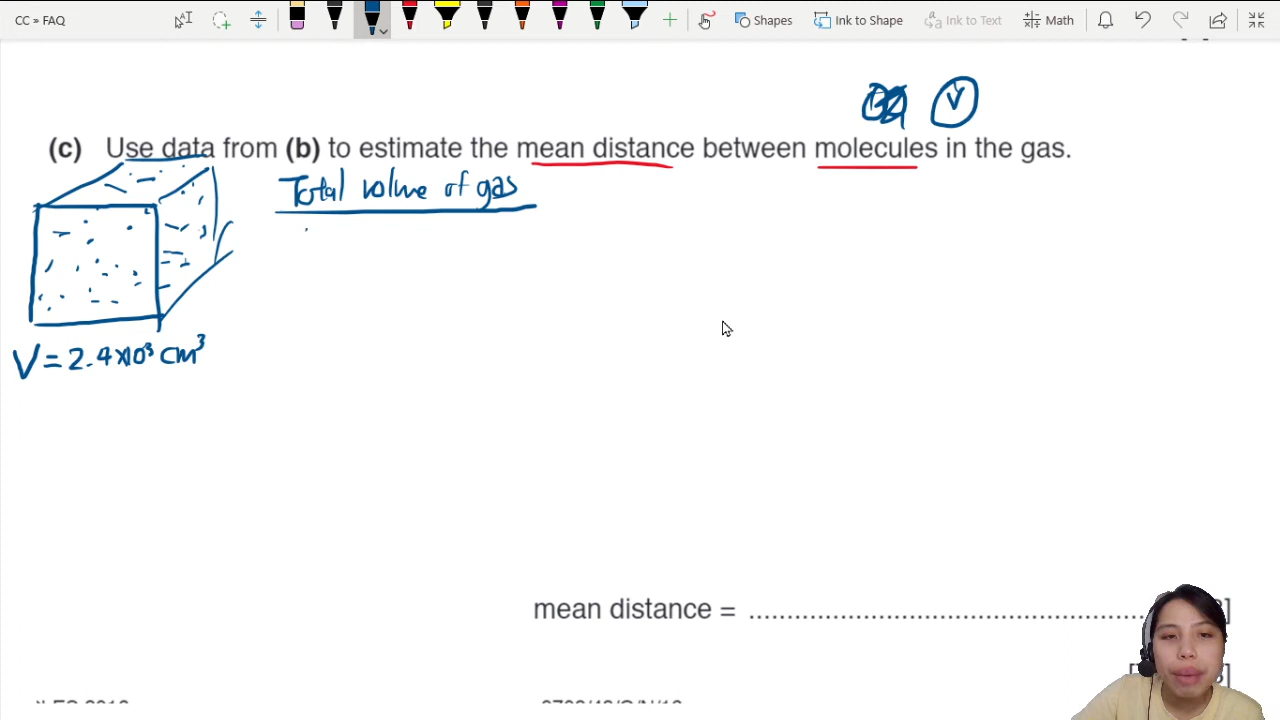 CC » FAQ
Shapes
Ink to Shape
Ink to Text
Math
V
(c) Use data from (b) to estimate the mean distance between molecules in the gas.
Total volme of gas
V = 2.4×10³ cm³
mean distance =